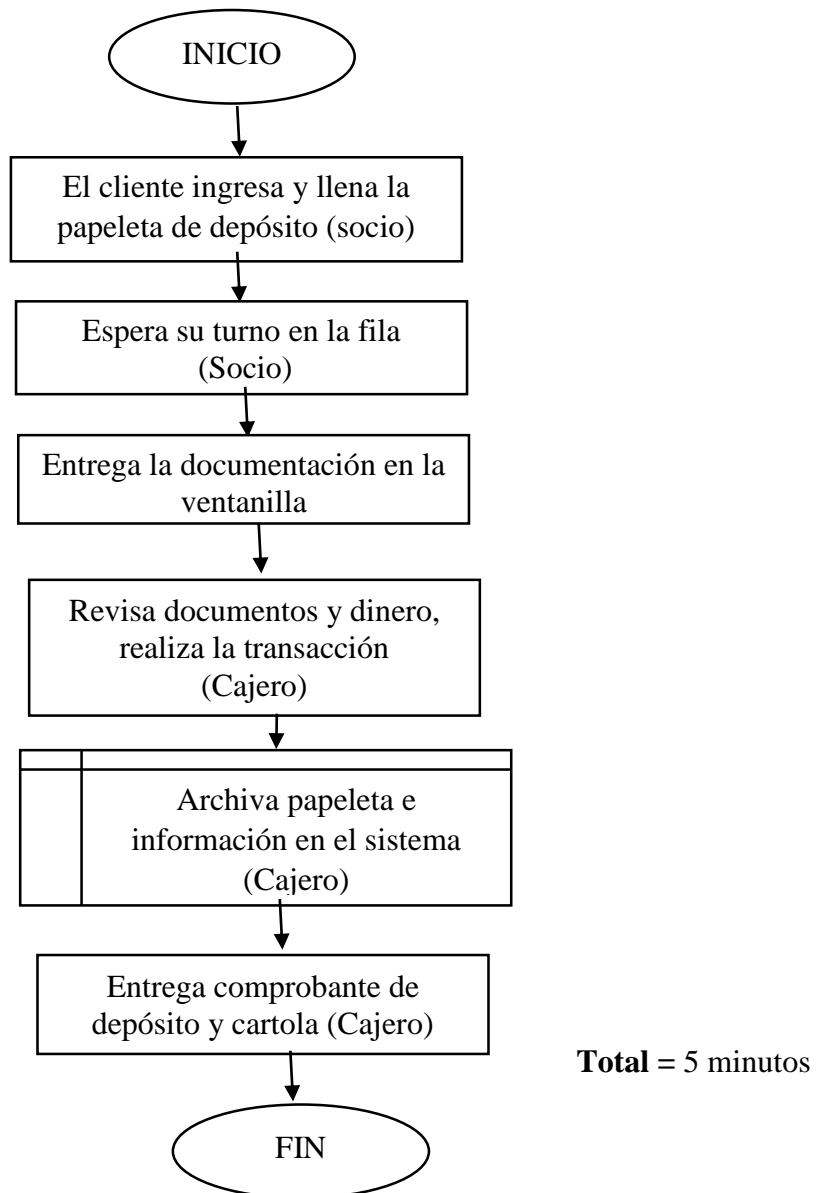 INICIO
El cliente ingresa y llena la
papeleta de depósito (socio)
Espera su turno en la fila
(Socio)
Entrega la documentación en la
ventanilla
Revisa documentos y dinero,
realiza la transacción
(Cajero)
Archiva papeleta e
información en el sistema
(Cajero)
Entrega comprobante de
depósito y cartola (Cajero)
Total = 5 minutos
FIN